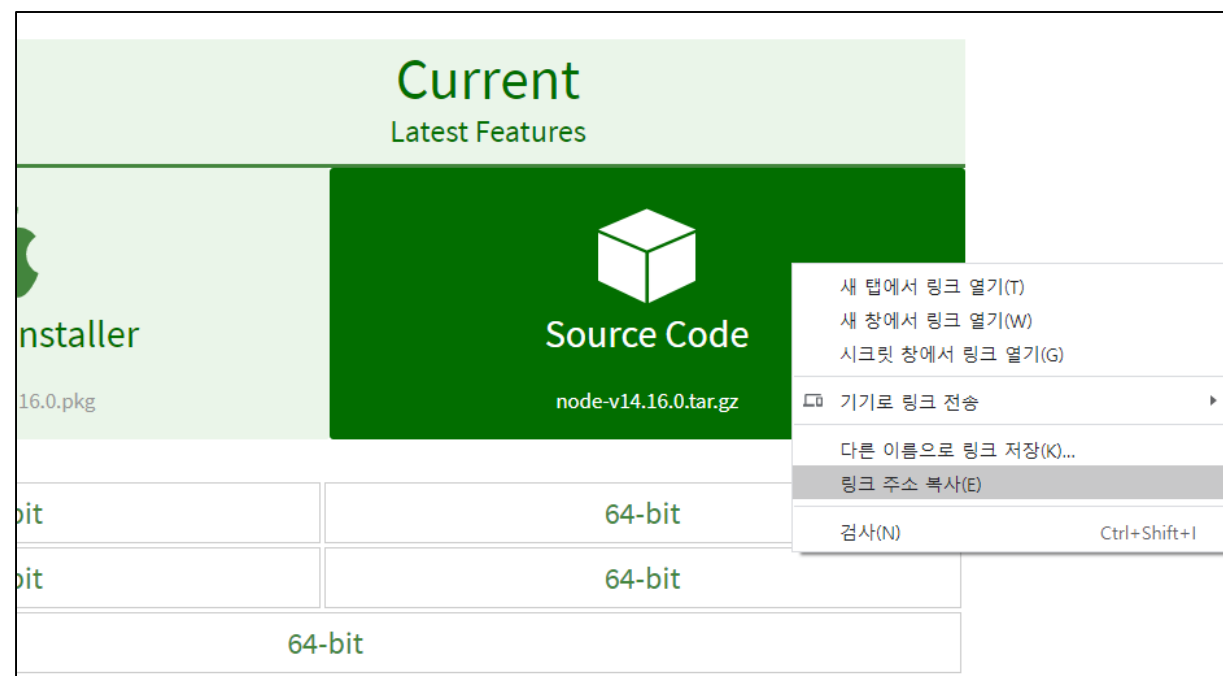 Current
Latest Features
nstaller
Source Code
16.0.pkg
node-v14.16.0.tar.gz
새 탭에서 링크 열기(T)
새 창에서 링크 열기(W)
시크릿 창에서 링크 열기(G)
기기로 링크 전송
다른 이름으로 링크 저장(K)...
링크 주소 복사(E)
검사(N) Ctrl+Shift+I
bit 64-bit
bit 64-bit
64-bit